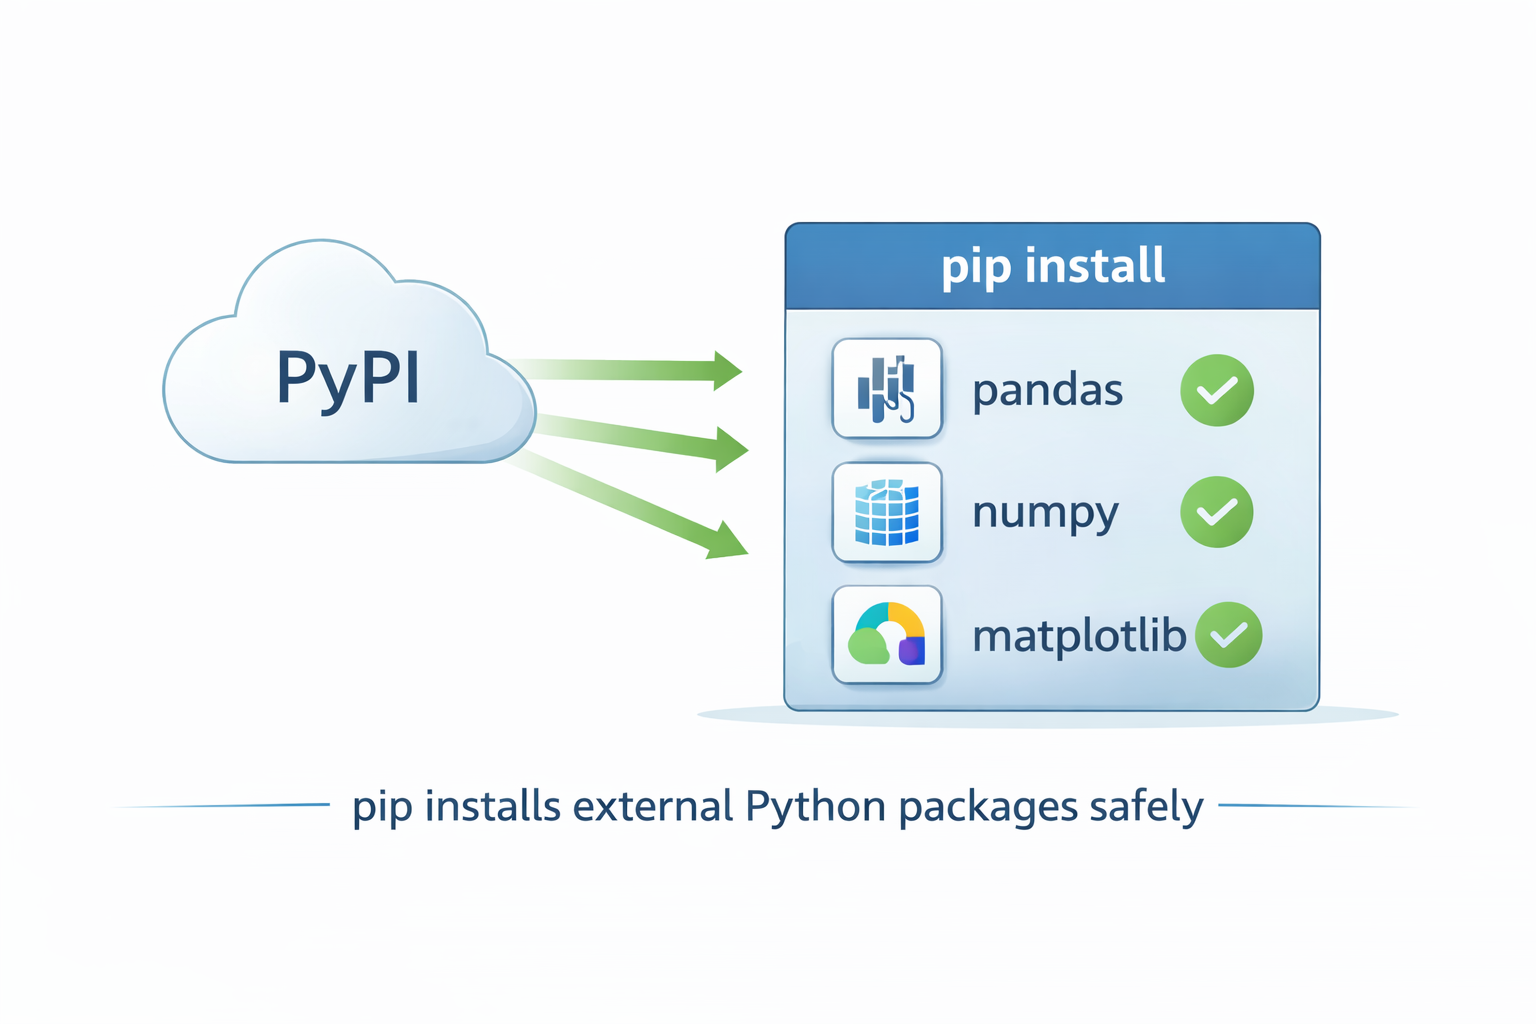 PyPI
pip install
pandas
numpy
matplotlib
pip installs external Python packages safely